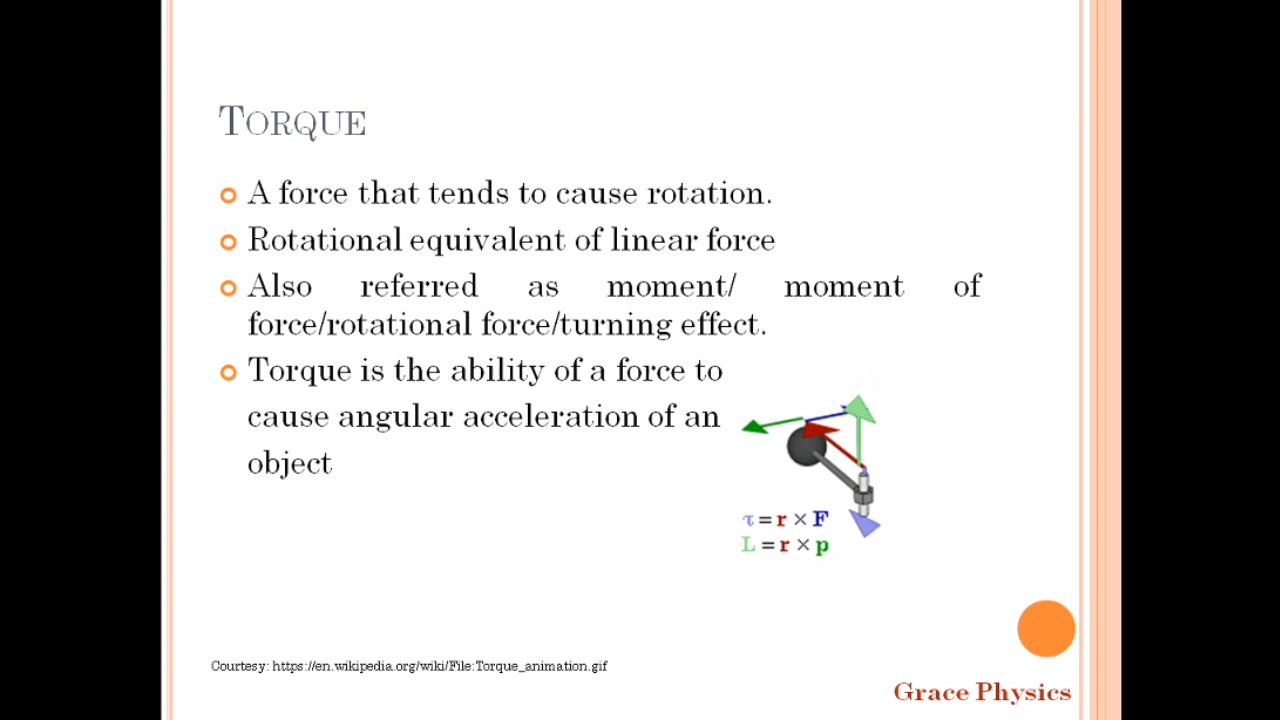 TORQUE
A force that tends to cause rotation.
Rotational equivalent of linear force
Also referred as moment/ moment of
force/rotational force/turning effect.
Torque is the ability of a force to
cause angular acceleration of an
object
τ = r × F
L = r × p
Courtesy: https://en.wikipedia.org/wiki/File:Torque_animation.gif
Grace Physics